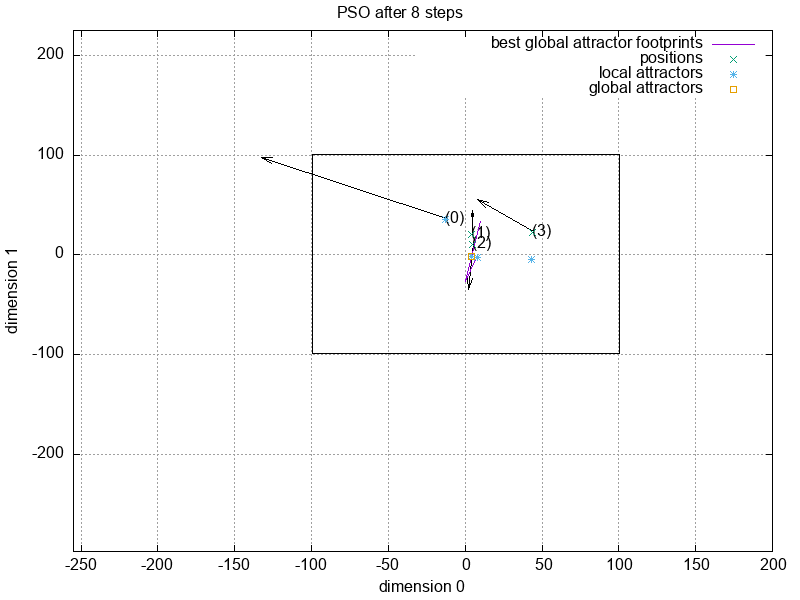 PSO after 8 steps
best global attractor footprints
positions
local attractors
global attractors
200
100
0
-100
-200
(0)
(1)
(2)
(3)
-250 -200 -150 -100 -50 0 50 100 150 200
dimension 0
dimension 1